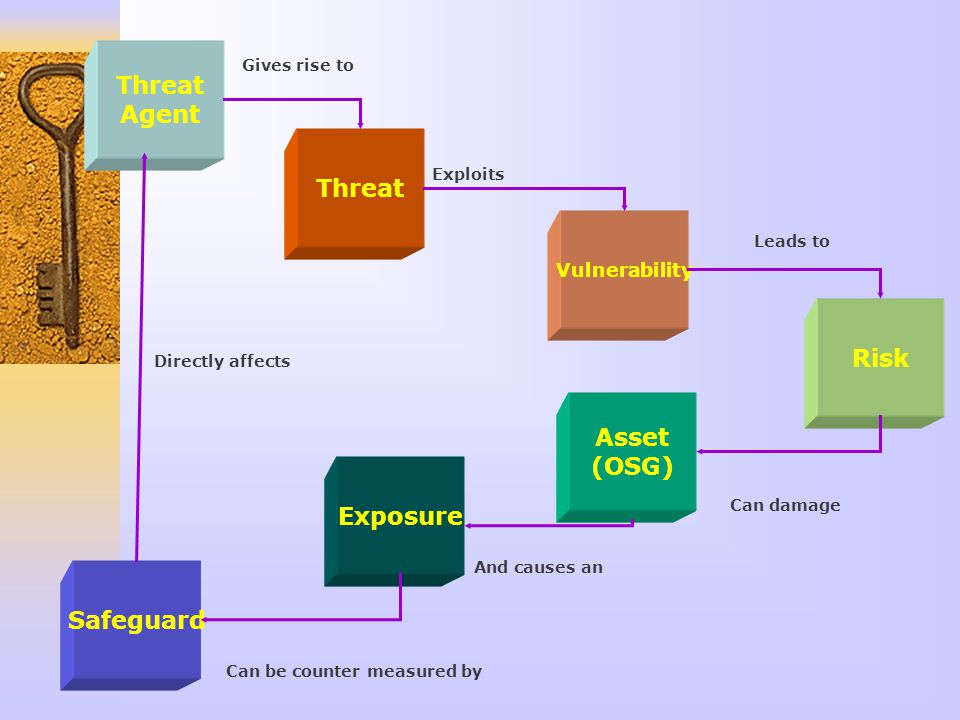 Gives rise to
Threat
Agent
Threat
Exploits
Leads to
Vulnerability
Risk
Directly affects
Asset
(OSG)
Can damage
Exposure
And causes an
Safeguard
Can be counter measured by